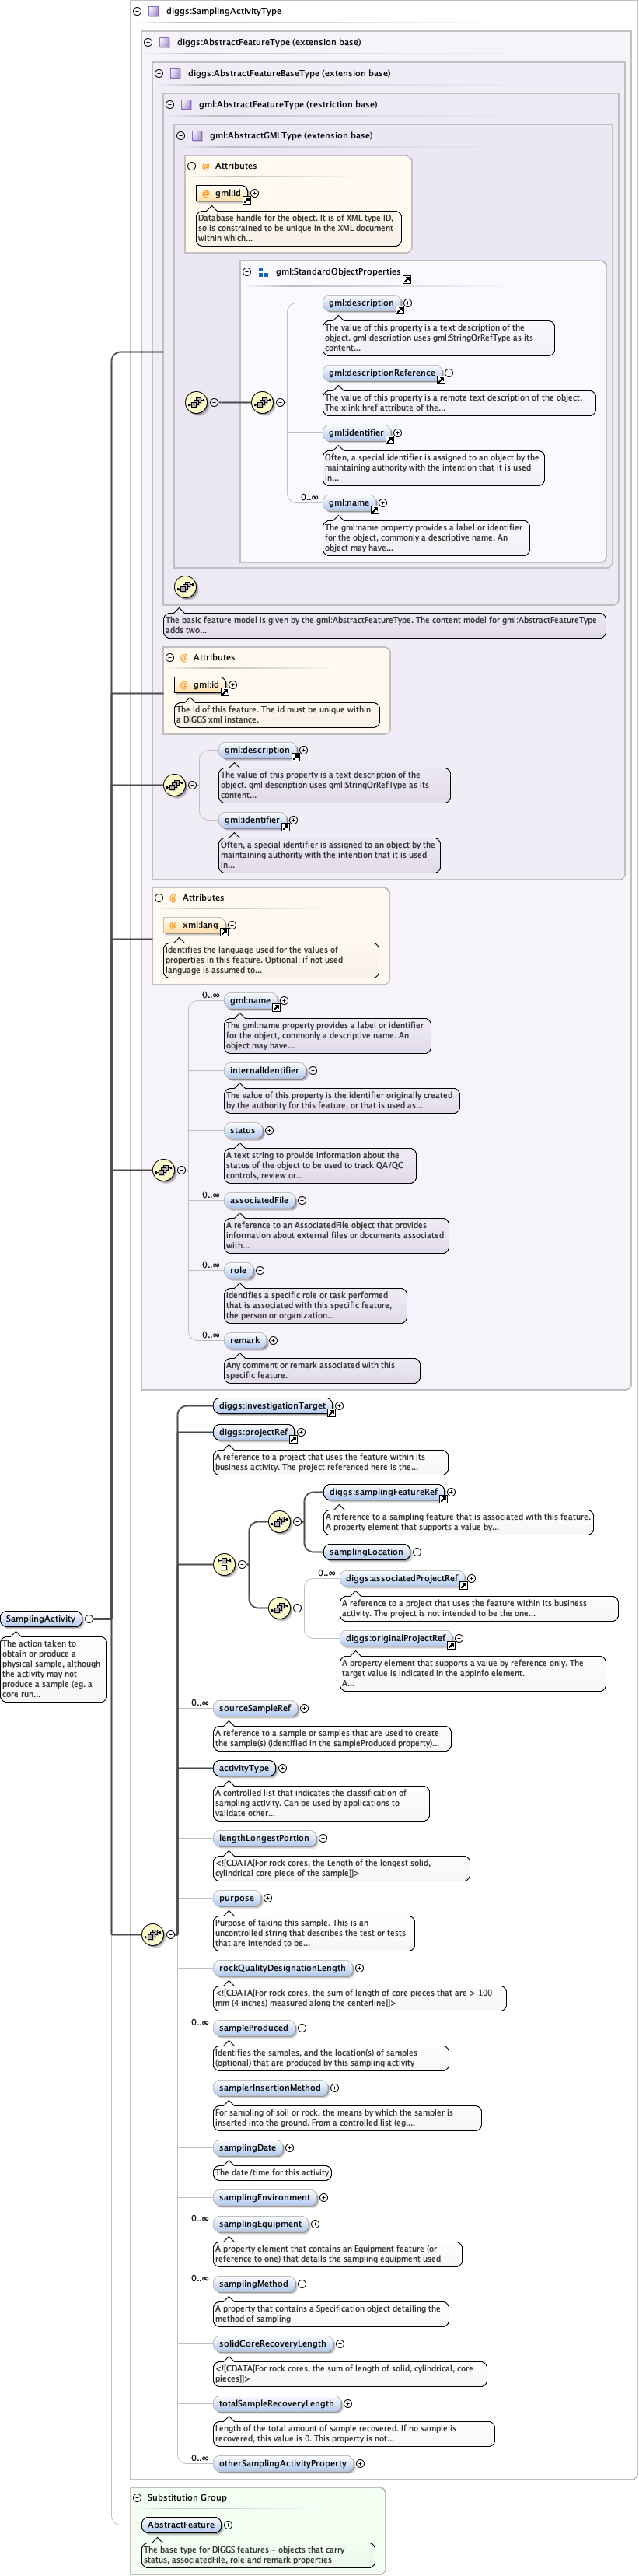 diggs:SamplingActivityType
diggs:AbstractFeatureType (extension base)
diggs:AbstractFeatureBaseType (extension base)
gml:AbstractFeatureType (restriction base)
gml:AbstractGMLType (extension base)
@ Attributes
@ gml:id
Database handle for the object. It is of XML type ID,
so is constrained to be unique in the XML document
within which...
gml:StandardObjectProperties
gml:description
The value of this property is a text description of the
object. gml:description uses gml:StringOrRefType as its
content...
gml:descriptionReference
The value of this property is a remote text description of the object.
The xlink:href attribute of the...
gml:identifier
Often, a special identifier is assigned to an object by the
maintaining authority with the intention that it is used
in...
0..∞
gml:name
The gml:name property provides a label or identifier
for the object, commonly a descriptive name. An
object may have...
The basic feature model is given by the gml:AbstractFeatureType. The content model for gml:AbstractFeatureType
adds two...
@ Attributes
@ gml:id
The id of this feature. The id must be unique within
a DIGGS xml instance.
gml:description
The value of this property is a text description of the
object. gml:description uses gml:StringOrRefType as its
content...
gml:identifier
Often, a special identifier is assigned to an object by the
maintaining authority with the intention that it is used
in...
@ Attributes
@ xml:lang
Identifies the language used for the values of
properties in this feature. Optional; if not used
language is assumed to...
0..∞
gml:name
The gml:name property provides a label or identifier
for the object, commonly a descriptive name. An
object may have...
internalIdentifier
The value of this property is the identifier originally created
by the authority for this feature, or that is used as...
status
A text string to provide information about the
status of the object to be used to track QA/QC
controls, review or...
0..∞
associatedFile
A reference to an AssociatedFile object that provides
information about external files or documents associated
with...
0..∞
role
Identifies a specific role or task performed
that is associated with this specific feature,
the person or organization...
0..∞
remark
Any comment or remark associated with this
specific feature.
diggs:investigationTarget
diggs:projectRef
A reference to a project that uses the feature within its
business activity. The project referenced here is the...
diggs:samplingFeatureRef
A reference to a sampling feature that is associated with this feature.
A property element that supports a value by...
samplingLocation
0..∞
diggs:associatedProjectRef
A reference to a project that uses the feature within its business
activity. The project is not intended to be the one...
diggs:originalProjectRef
A property element that supports a value by reference only. The
target value is indicated in the appinfo element.
A...
SamplingActivity
The action taken to
obtain or produce a
physical sample, although
the activity may not
produce a sample (eg. a
core run...
0..∞
sourceSampleRef
A reference to a sample or samples that are used to create
the sample(s) (identified in the sampleProduced property)...
activityType
A controlled list that indicates the classification of
sampling activity. Can be used by applications to
validate other...
lengthLongestPortion
<![CDATA[For rock cores, the Length of the longest solid,
cylindrical core piece of the sample]]>
purpose
Purpose of taking this sample. This is an
uncontrolled string that describes the test or tests
that are intended to be...
rockQualityDesignationLength
<![CDATA[For rock cores, the sum of length of core pieces that are > 100
mm (4 inches) measured along the centerline]]>
0..∞
sampleProduced
Identifies the samples, and the location(s) of samples
(optional) that are produced by this sampling activity
samplerInsertionMethod
For sampling of soil or rock, the means by which the sampler is
inserted into the ground. From a controlled list (eg....
samplingDate
The date/time for this activity
samplingEnvironment
0..∞
samplingEquipment
A property element that contains an Equipment feature (or
reference to one) that details the sampling equipment used
0..∞
samplingMethod
A property that contains a Specification object detailing the
method of sampling
solidCoreRecoveryLength
<![CDATA[For rock cores, the sum of length of solid, cylindrical, core
pieces]]>
totalSampleRecoveryLength
Length of the total amount of sample recovered. If no sample is
recovered, this value is 0. This property is not...
0..∞
otherSamplingActivityProperty
Substitution Group
AbstractFeature
The base type for DIGGS features - objects that carry
status, associatedFile, role and remark properties